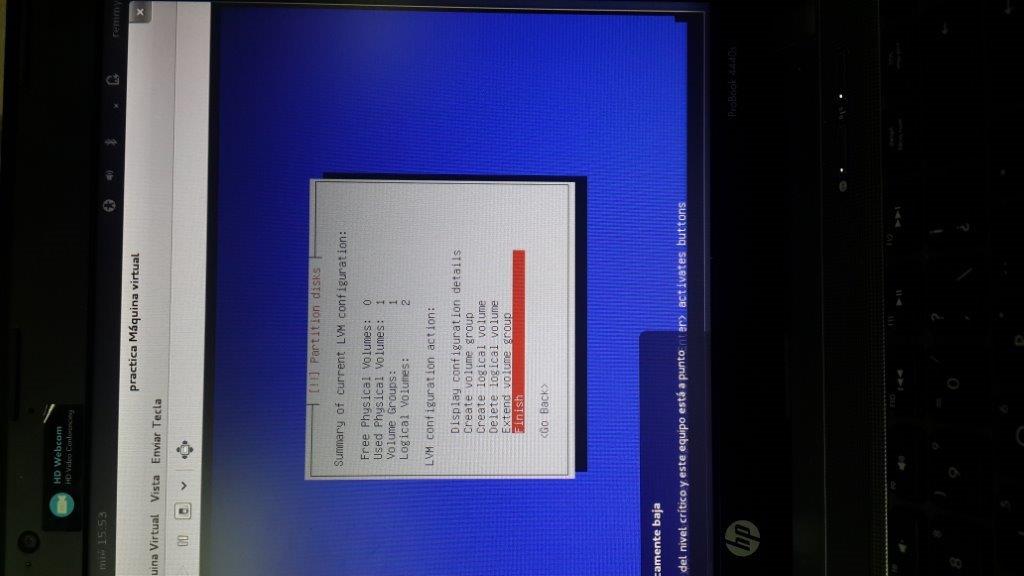 HD Webcam
HD Video Conferencing
mié 15:53
remmy
practica Máquina virtual
uina Virtual Vista Enviar Tecla
[!!] Partition disks
Summary of current LVM configuration:
Free Physical Volumes: 0
Used Physical Volumes: 1
Volume Groups: 1
Logical Volumes: 2
LVM configuration action:
Display configuration details
Create volume group
Create logical volume
Delete logical volume
Extend volume group
Finish
<Go Back>
camente baja
del nivel crítico y este equipo está a punto
nter> activates buttons
hp
ProBook 4440s